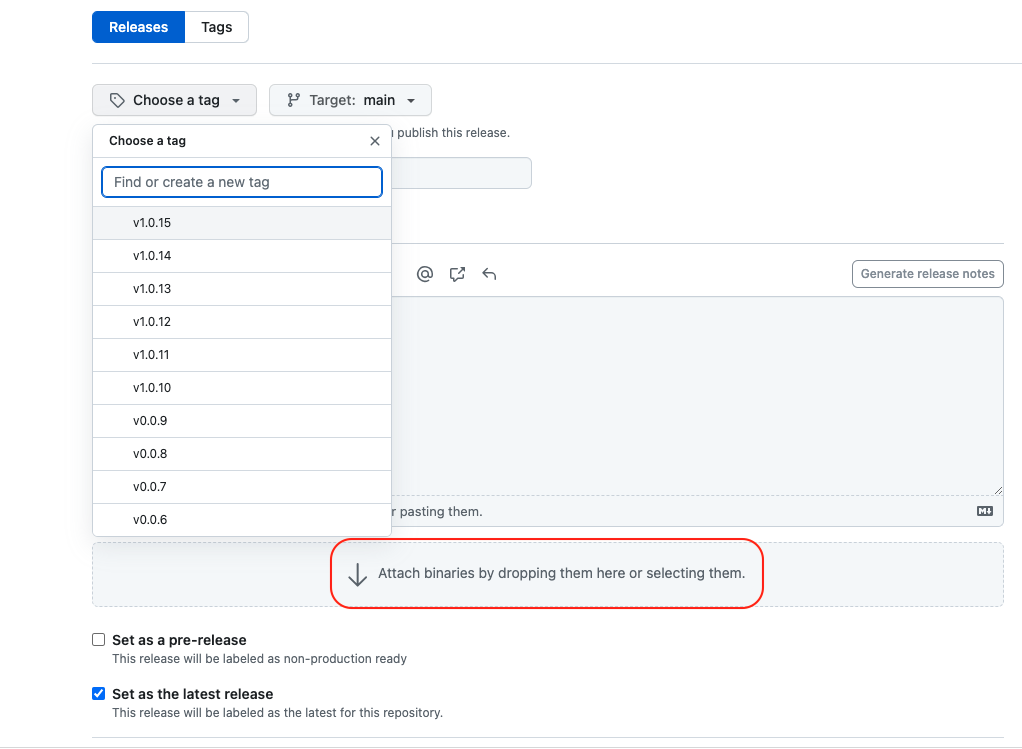 Releases Tags
Choose a tag Target: main
Choose a tag
publish this release.
Find or create a new tag
v1.0.15
v1.0.14
v1.0.13
v1.0.12
v1.0.11
v1.0.10
v0.0.9
v0.0.8
v0.0.7
v0.0.6
Generate release notes
pasting them.
Attach binaries by dropping them here or selecting them.
Set as a pre-release
This release will be labeled as non-production ready
Set as the latest release
This release will be labeled as the latest for this repository.